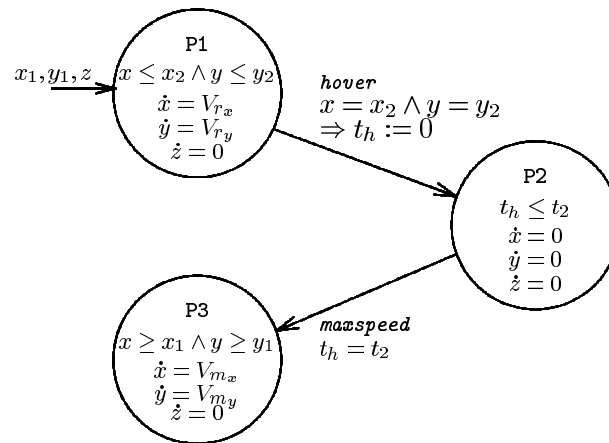 P1
x ≤ x₂ ∧ y ≤ y₂
ẋ = V_{r_x}
ẏ = V_{r_y}
ż = 0
x₁,y₁,z
hover
x = x₂ ∧ y = y₂
⇒ t_h := 0
P2
t_h ≤ t₂
ẋ = 0
ẏ = 0
ż = 0
maxspeed
t_h = t₂
P3
x ≥ x₁ ∧ y ≥ y₁
ẋ = V_{m_x}
ẏ = V_{m_y}
ż = 0